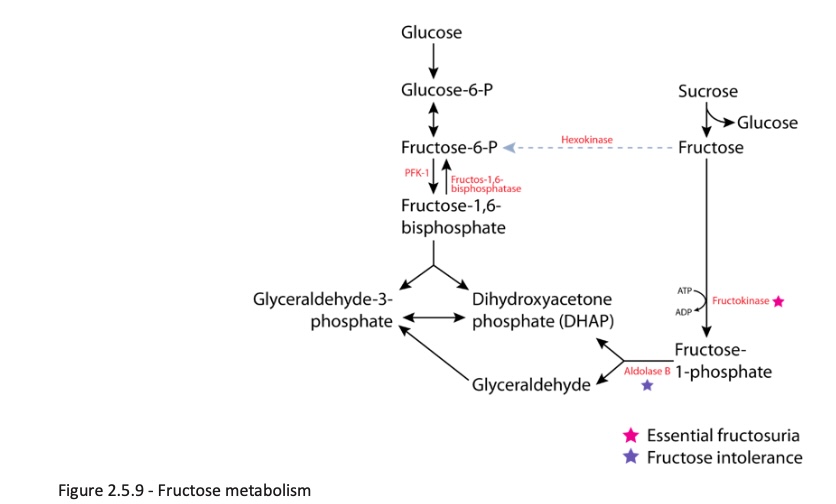 Glucose
Glucose-6-P
Sucrose
Glucose
Fructose-6-P
Hexokinase
Fructose
PFK-1
Fructos-1,6-
bisphosphatase
Fructose-1,6-
bisphosphate
Glyceraldehyde-3-
phosphate
Dihydroxyacetone
phosphate (DHAP)
ATP
ADP
Fructokinase
Fructose-
1-phosphate
Aldolase B
Glyceraldehyde
Essential fructosuria
Fructose intolerance
Figure 2.5.9 - Fructose metabolism